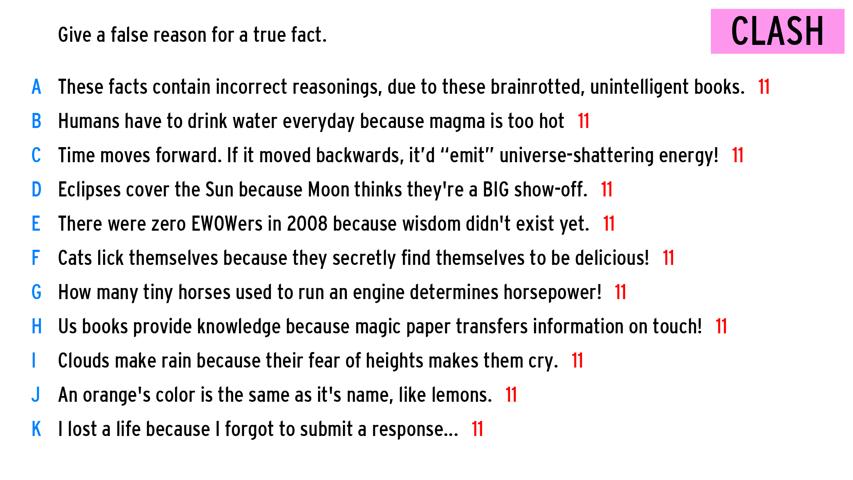 Give a false reason for a true fact.
CLASH
A These facts contain incorrect reasonings, due to these brainrotted, unintelligent books. 11
B Humans have to drink water everyday because magma is too hot 11
C Time moves forward. If it moved backwards, it'd “emit” universe-shattering energy! 11
D Eclipses cover the Sun because Moon thinks they're a BIG show-off. 11
E There were zero EWOWers in 2008 because wisdom didn't exist yet. 11
F Cats lick themselves because they secretly find themselves to be delicious! 11
G How many tiny horses used to run an engine determines horsepower! 11
H Us books provide knowledge because magic paper transfers information on touch! 11
I Clouds make rain because their fear of heights makes them cry. 11
J An orange's color is the same as it's name, like lemons. 11
K I lost a life because I forgot to submit a response... 11